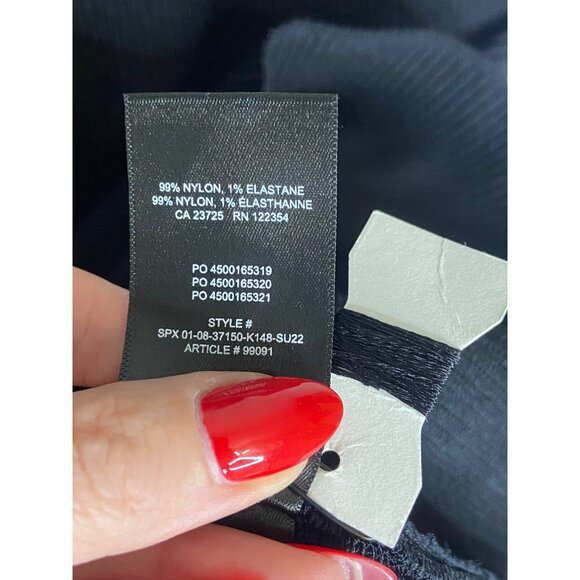 99% NYLON, 1% ELASTANE
99% NYLON, 1% ÉLASTHANNE
CA 23725 RN 122354
PO 4500165319
PO 4500165320
PO 4500165321
STYLE #
SPX 01-08-37150-K148-SU22
ARTICLE # 99091